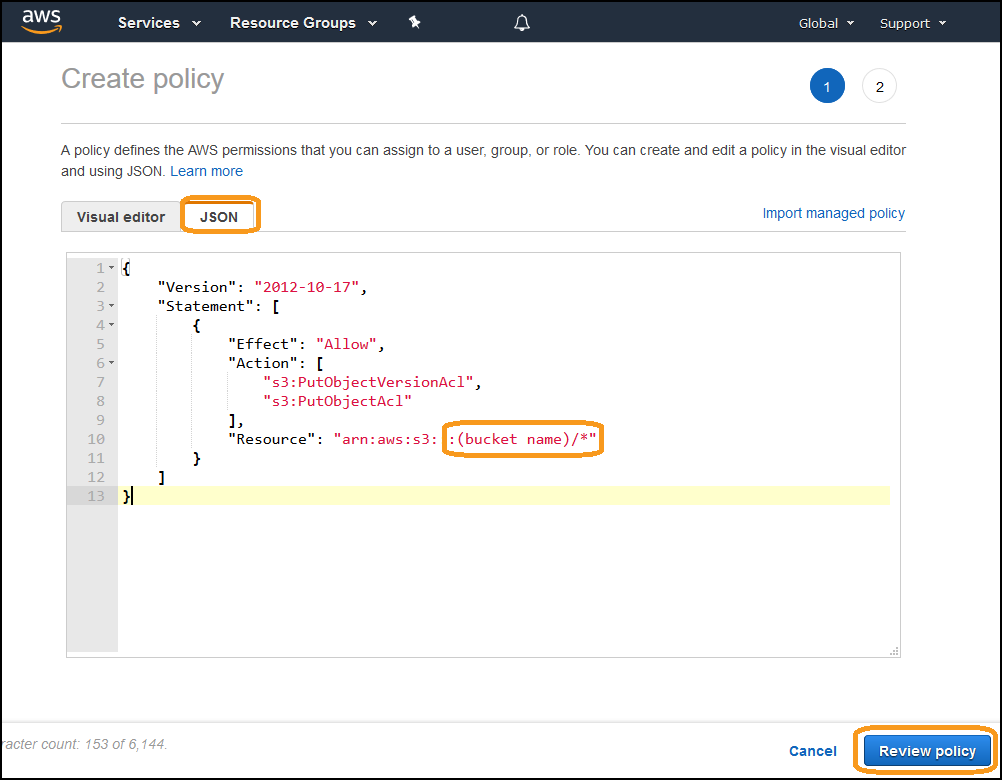 aws
Services
Resource Groups
Global
Support
Create policy
1
2
A policy defines the AWS permissions that you can assign to a user, group, or role. You can create and edit a policy in the visual editor
and using JSON. Learn more
Visual editor
JSON
Import managed policy
1 {
2 "Version": "2012-10-17",
3 "Statement": [
4 {
5 "Effect": "Allow",
6 "Action": [
7 "s3:PutObjectVersionAcl",
8 "s3:PutObjectAcl"
9 ],
10 "Resource": "arn:aws:s3: :(bucket name)/*"
11 }
12 ]
13 }
racter count: 153 of 6,144.
Cancel
Review policy